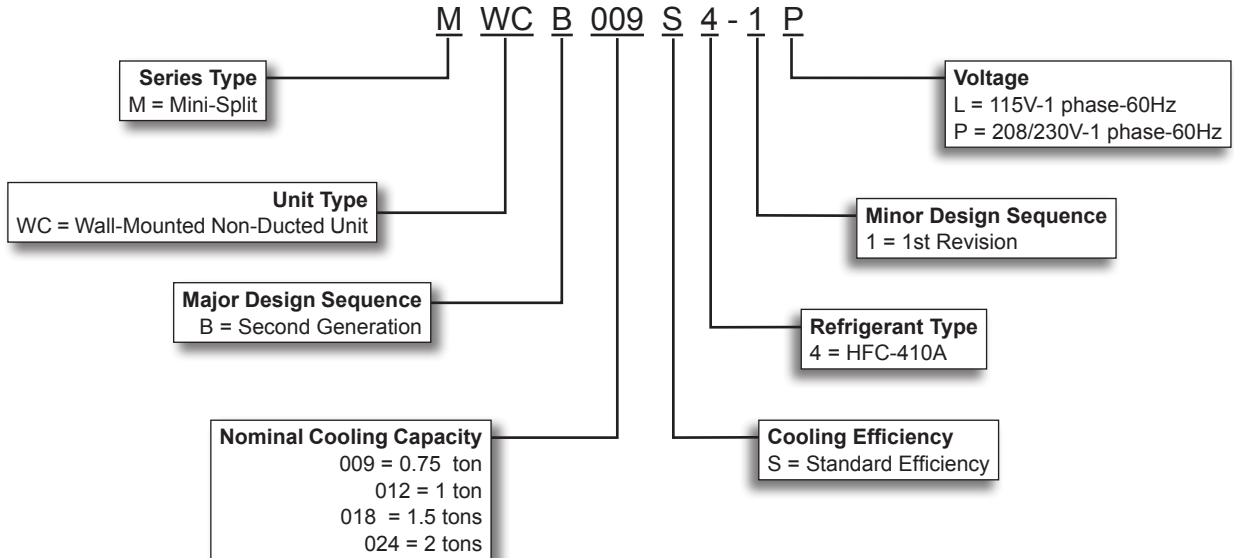 M WC B 009 S 4 - 1 P
Series Type
M = Mini-Split
Voltage
L = 115V-1 phase-60Hz
P = 208/230V-1 phase-60Hz
Unit Type
WC = Wall-Mounted Non-Ducted Unit
Minor Design Sequence
1 = 1st Revision
Major Design Sequence
B = Second Generation
Refrigerant Type
4 = HFC-410A
Nominal Cooling Capacity
009 = 0.75 ton
012 = 1 ton
018 = 1.5 tons
024 = 2 tons
Cooling Efficiency
S = Standard Efficiency